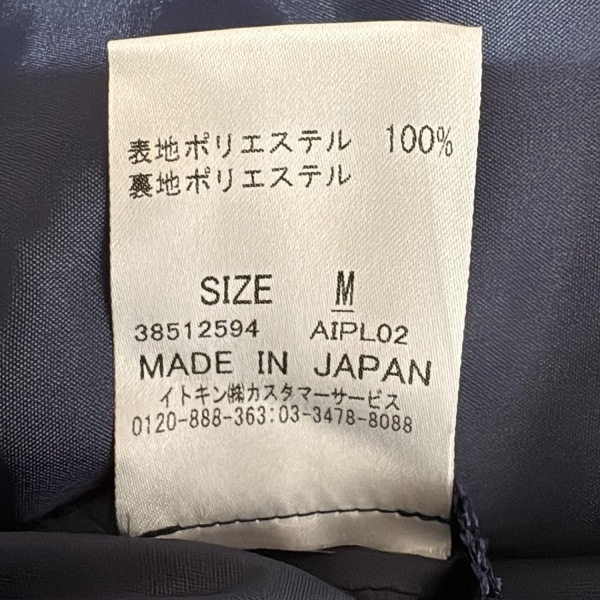 表地ポリエステル 100%
裏地ポリエステル
SIZE M
38512594 AIPL02
MADE IN JAPAN
イトキン㈱カスタマーサービス
0120-888-363:03-3478-8088